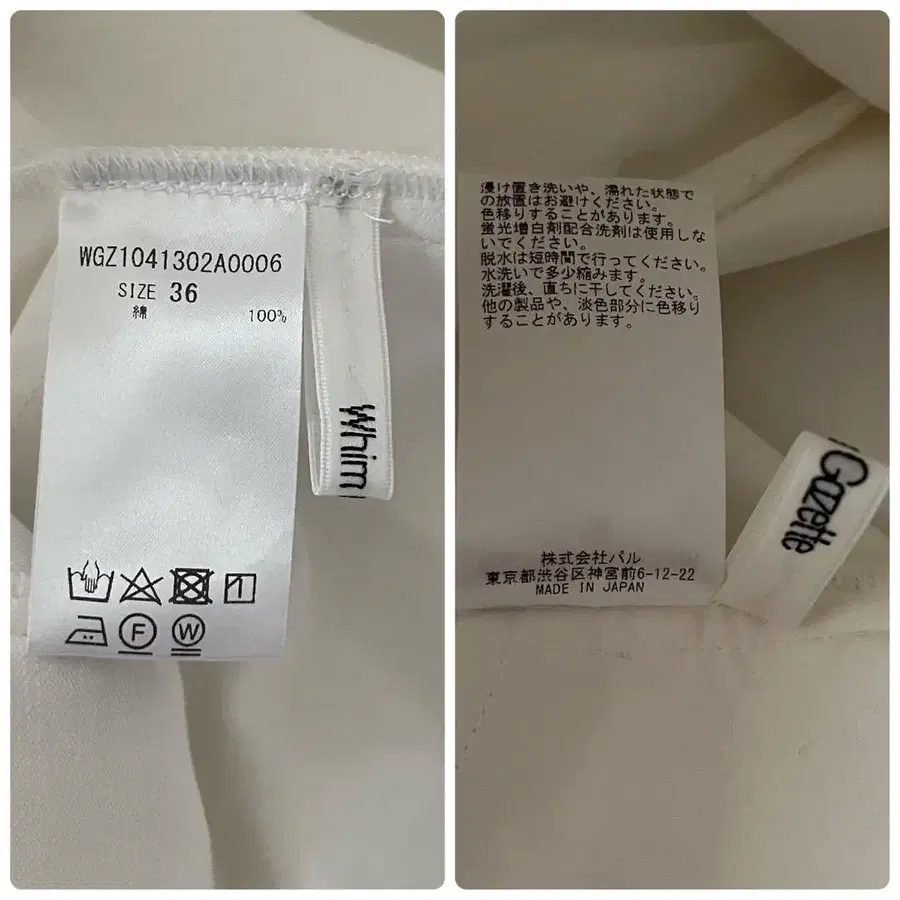 WGZ1041302A0006
SIZE 36
綿 100%
Whim
F W
浸け置き洗いや、濡れた状態で
の放置はお避けください。
色移りすることがあります。
蛍光増白剤配合洗剤は使用しな
いでください。
脱水は短時間で行ってください。
水洗いで多少縮みます。
洗濯後、直ちに干してください。
他の製品や、淡色部分に色移り
することがあります。
株式会社パル
東京都渋谷区神宮前6-12-22
MADE IN JAPAN
Gazette